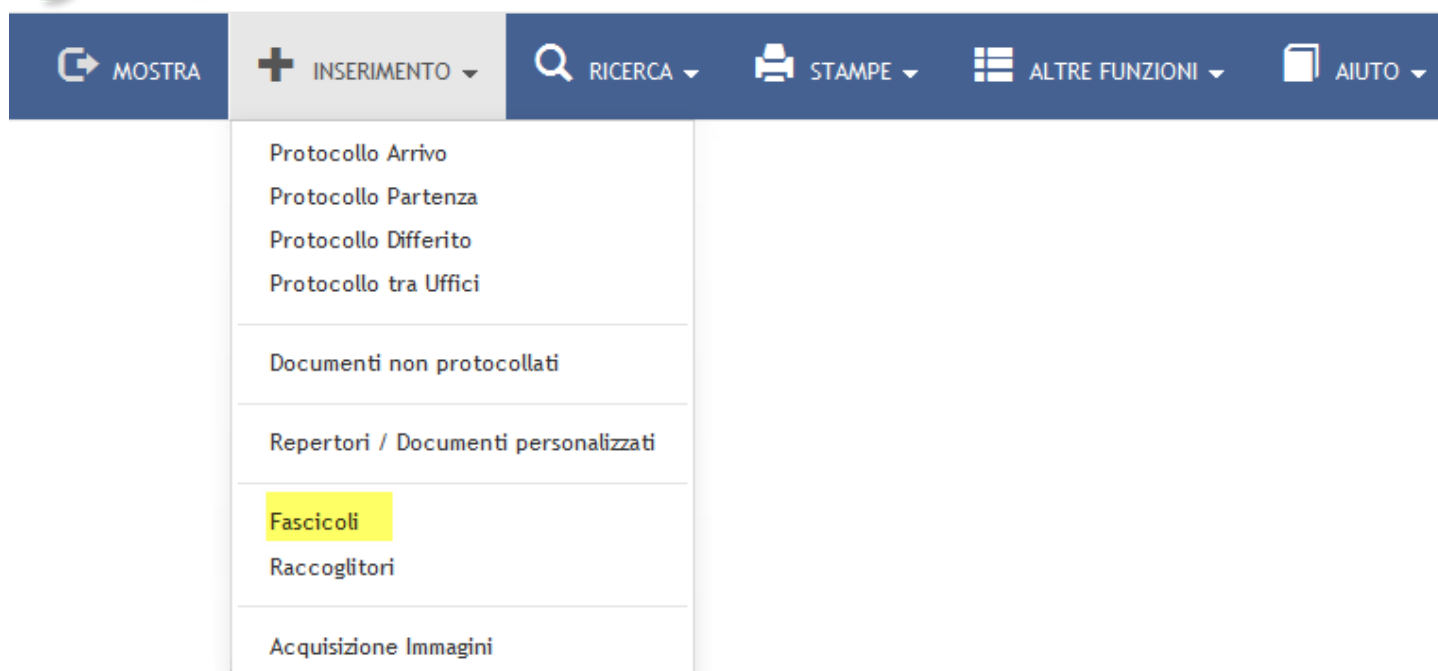 MOSTRA INSERIMENTO RICERCA STAMPE ALTRE FUNZIONI AIUTO
Protocollo Arrivo
Protocollo Partenza
Protocollo Differito
Protocollo tra Uffici
Documenti non protocollati
Repertori / Documenti personalizzati
Fascicoli
Raccoglitori
Acquisizione Immagini